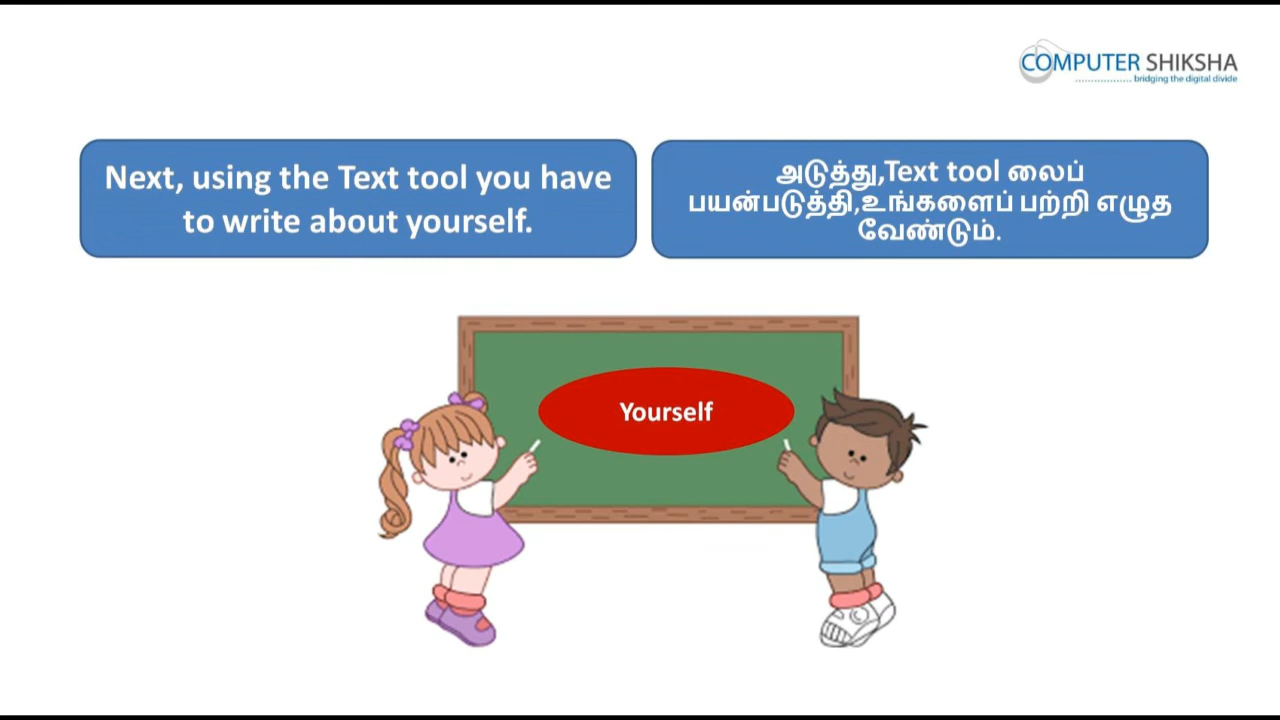 COMPUTER SHIKSHA
bridging the digital divide
Next, using the Text tool you have
to write about yourself.
அடுத்து,Text tool லைப்
பயன்படுத்தி,உங்களைப் பற்றி எழுத
வேண்டும்.
Yourself